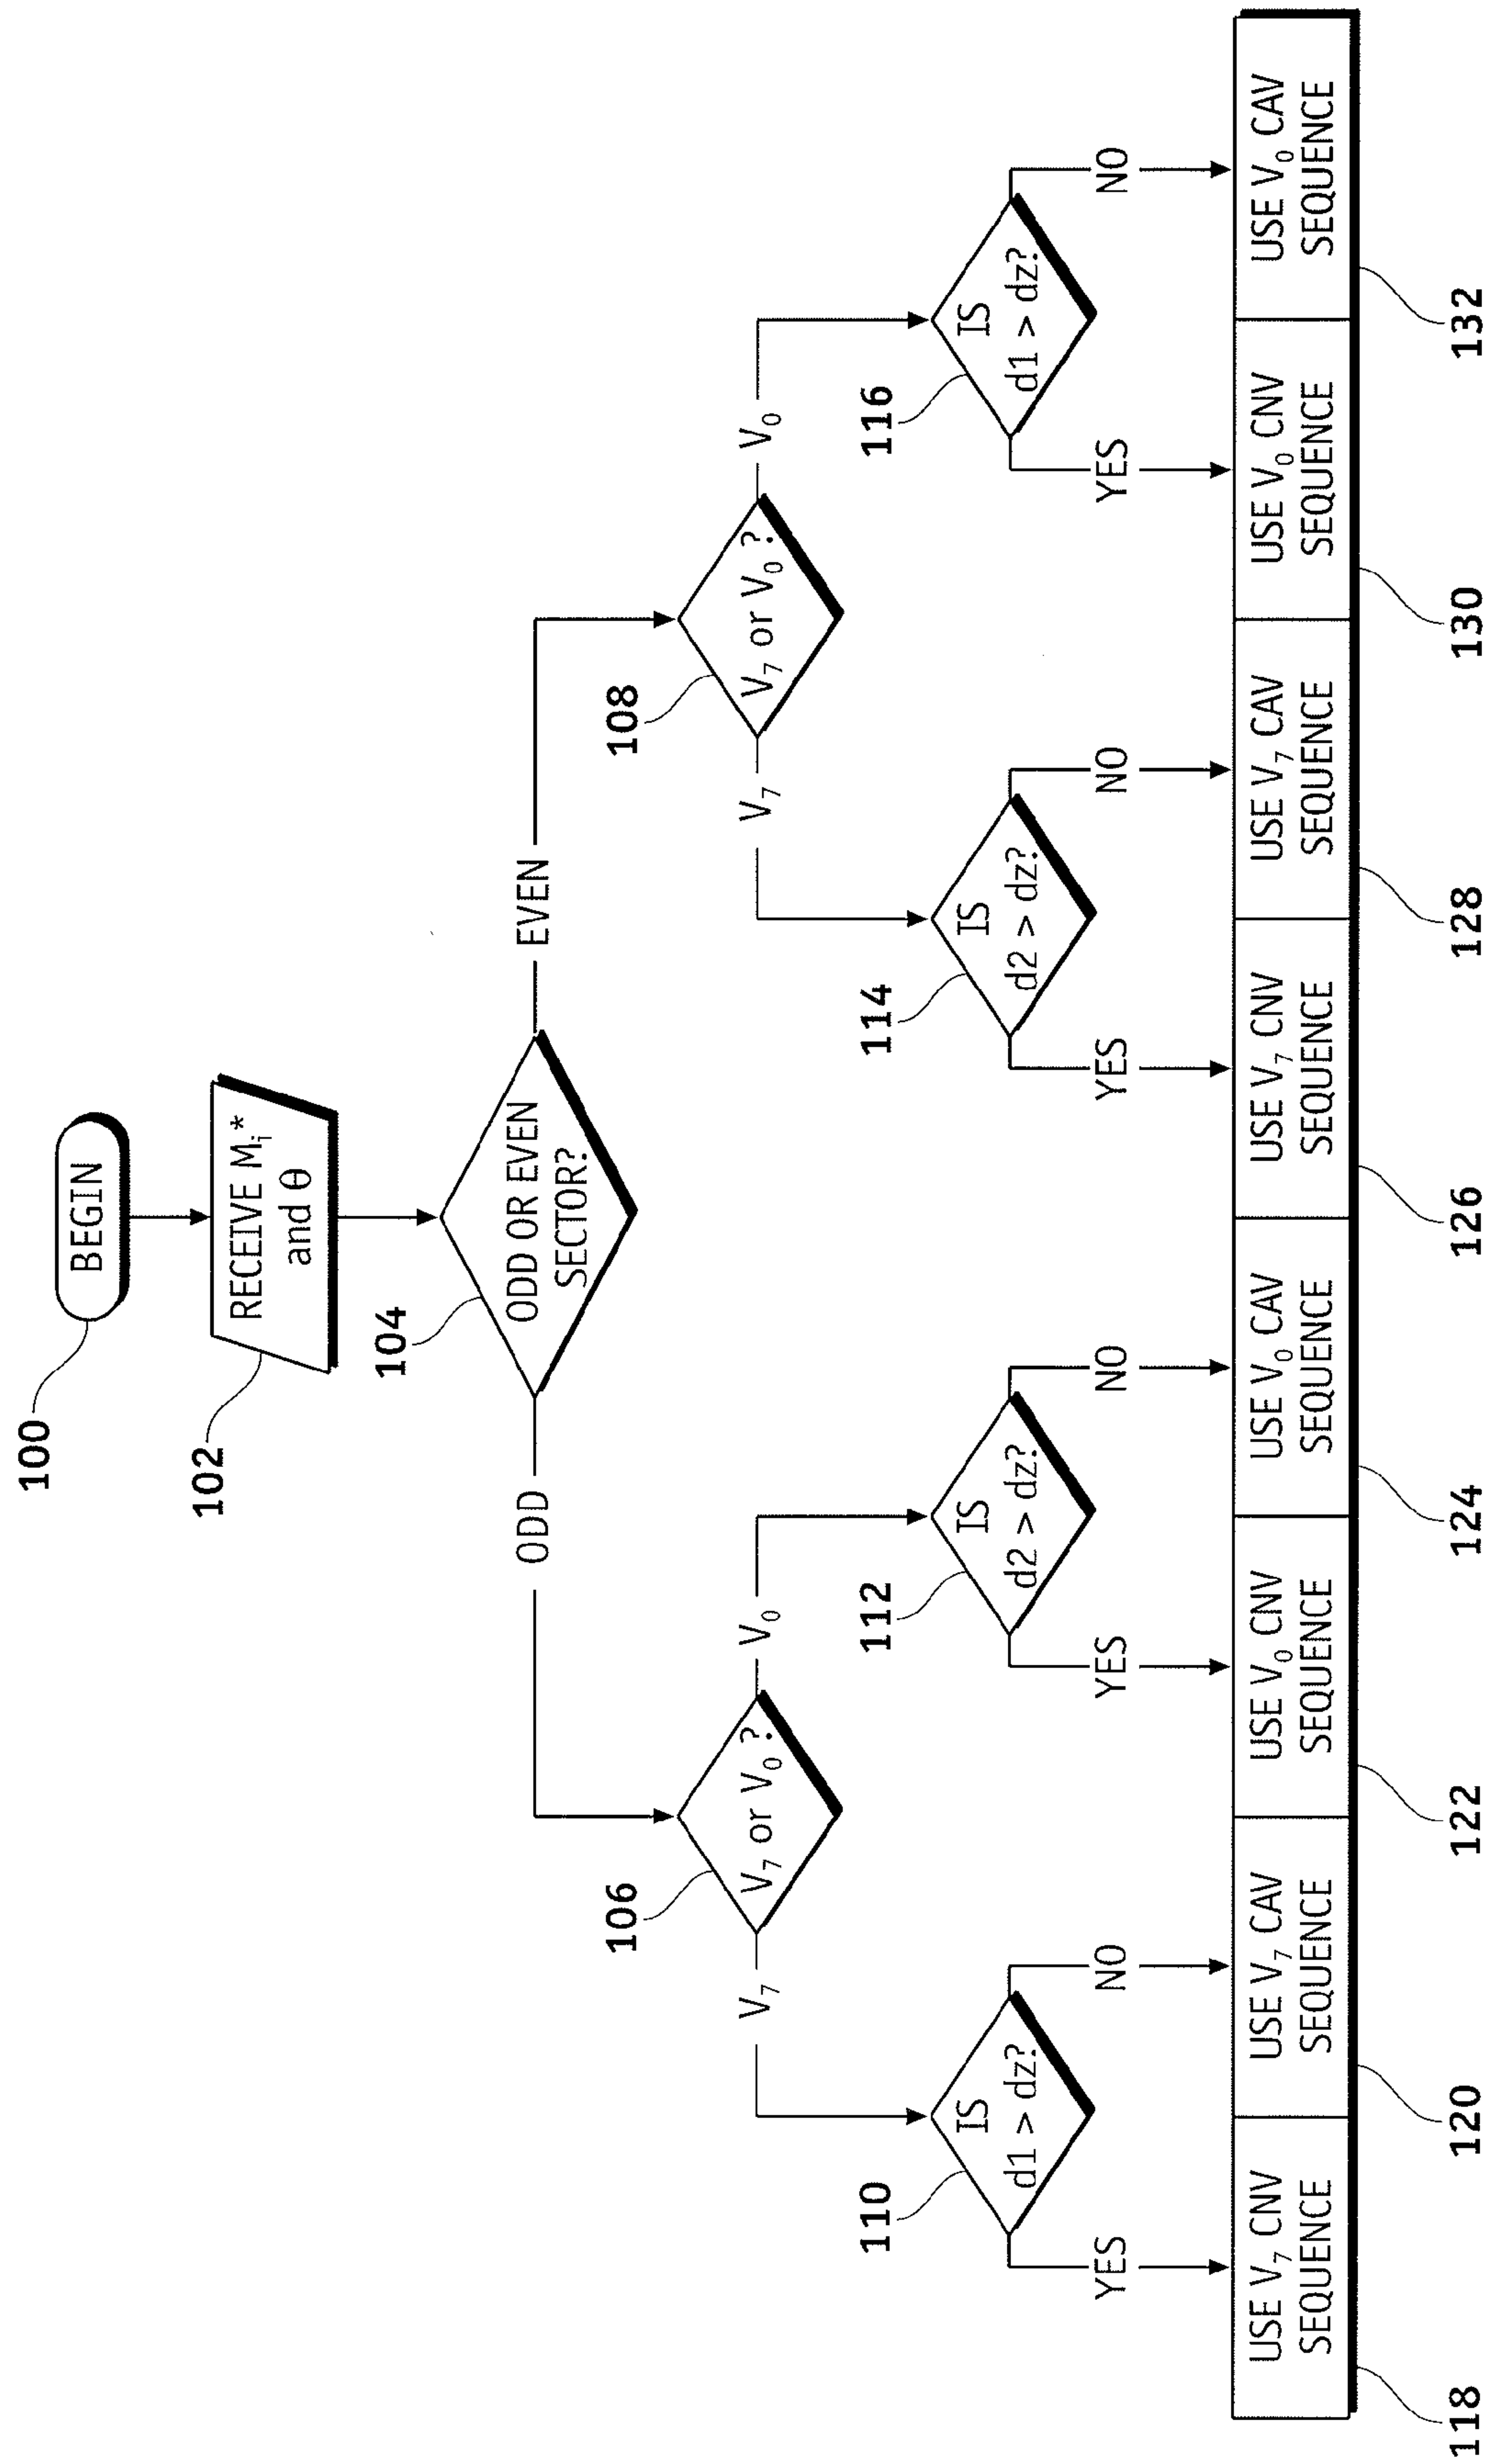 100
BEGIN
102
RECEIVE Mi*
and θ
104
ODD OR EVEN
SECTOR?
ODD
EVEN
106
V7 or V0 ?
108
V7 or V0 ?
V7
V0
V7
V0
110
IS
d1 > dz?
112
IS
d2 > dz?
114
IS
d2 > dz?
116
IS
d1 > dz?
YES
NO
YES
NO
YES
NO
YES
NO
USE V7 CNV
SEQUENCE
USE V7 CAV
SEQUENCE
USE V0 CNV
SEQUENCE
USE V0 CAV
SEQUENCE
USE V7 CNV
SEQUENCE
USE V7 CAV
SEQUENCE
USE V0 CNV
SEQUENCE
USE V0 CAV
SEQUENCE
118
120
122
124
126
128
130
132